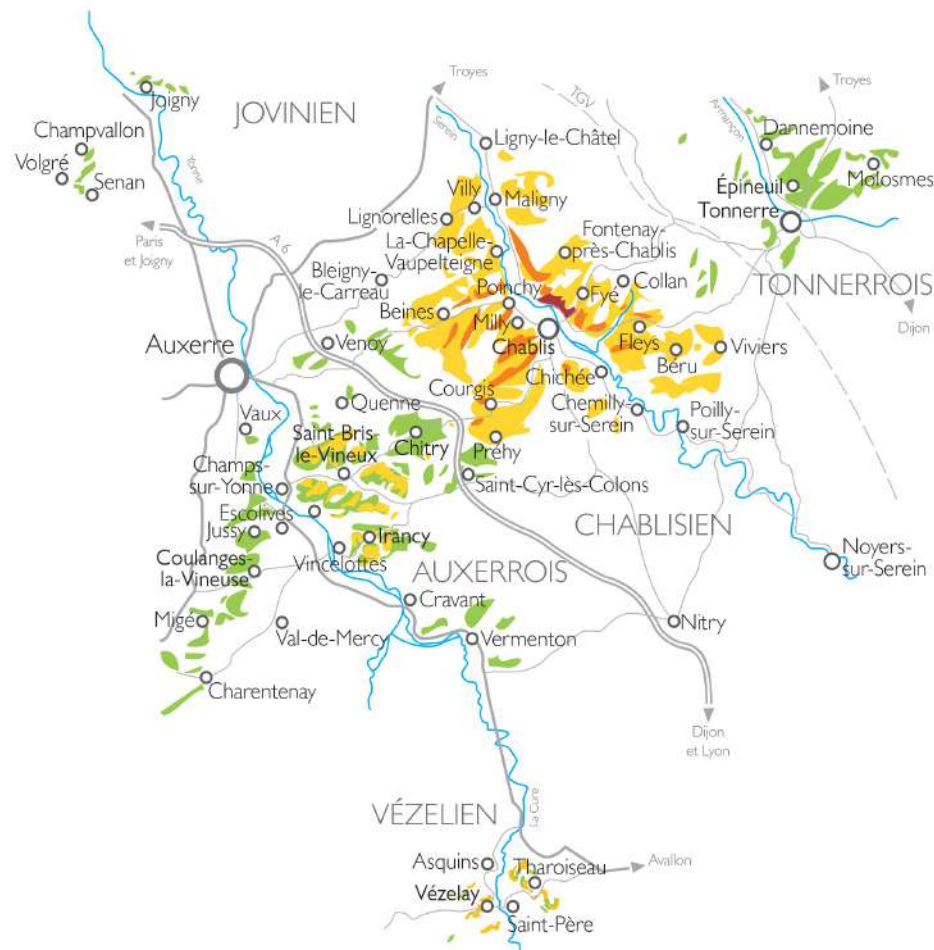 Troyes
Troyes
Joigny
JOVINIEN
TGV
Armançon
Serein
Champvallon
Ligny-le-Châtel
Dannemoine
Volgré
Yonne
Molosmes
Senan
Villy
Maligny
Épineuil
Lignorelles
Tonnerre
Paris
et Joigny
A 6
La-Chapelle-
Vaupelteigne
Fontenay-
près-Chablis
Bleigny-
le-Carreau
Poinchy
Fyé
Collan
TONNERROIS
Beines
Milly
Dijon
Auxerre
Venoy
Chablis
Fleys
Viviers
Béru
Chichée
Courgis
Chemilly-
sur-Serein
Quenne
Vaux
Poilly-
sur-Serein
Saint-Bris-
le-Vineux
Chitry
Préhy
Champs-
sur-Yonne
Saint-Cyr-lès-Colons
Escolives
CHABLISIEN
Jussy
Irancy
Noyers-
sur-Serein
Coulanges-
la-Vineuse
Vincelottes
AUXERROIS
Cravant
Migé
Nitry
Val-de-Mercy
Vermenton
Charentenay
Dijon
et Lyon
VÉZELIEN
La Cure
Asquins
Tharoiseau
Avallon
Vézelay
Saint-Père